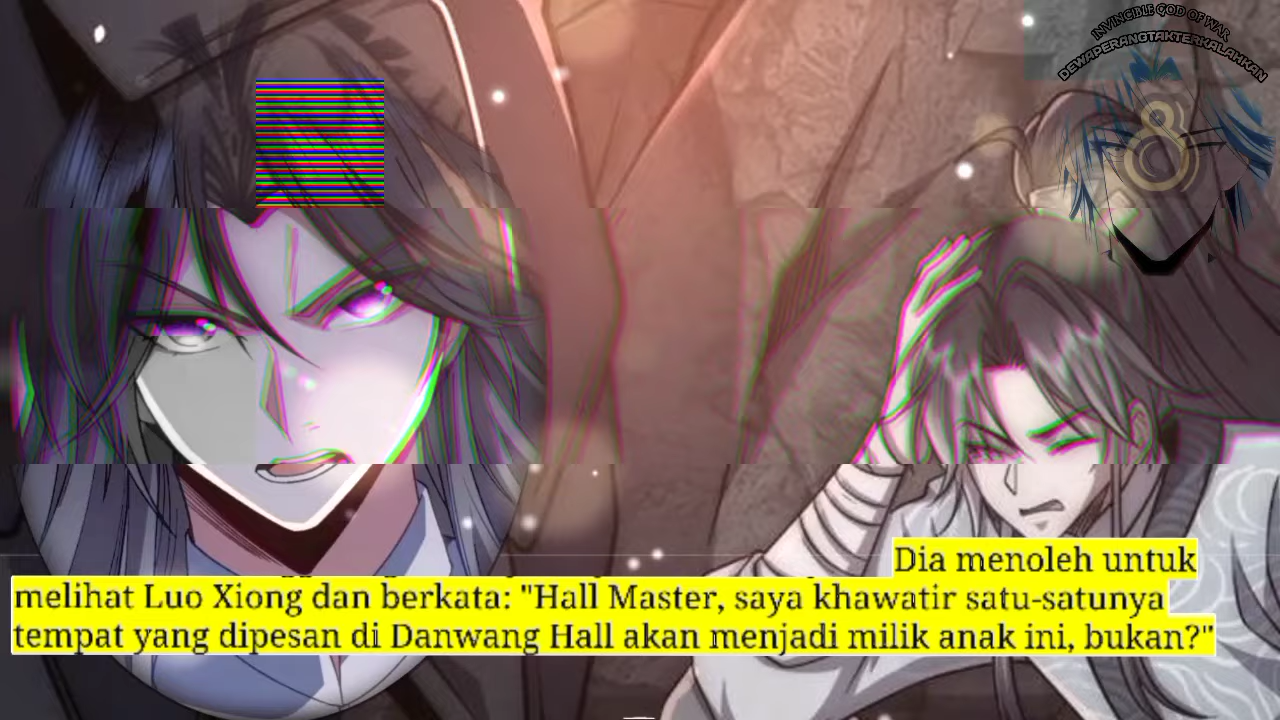 INVINCIBLE GOD OF WAR
DEWAPERANGTAKTERKALAHKAN
Dia menoleh untuk
melihat Luo Xiong dan berkata: "Hall Master, saya khawatir satu-satunya
tempat yang dipesan di Danwang Hall akan menjadi milik anak ini, bukan?"